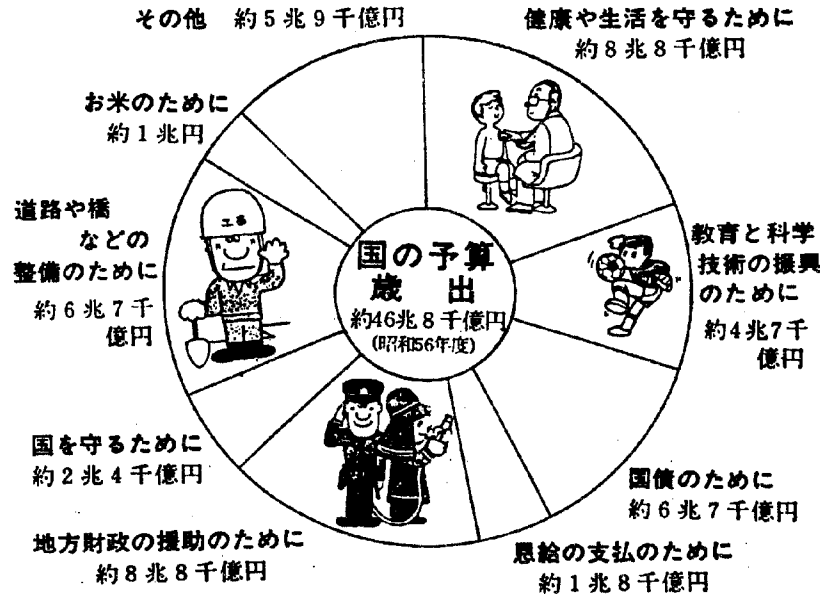 その他 約5兆9千億円
健康や生活を守るために
約8兆8千億円
お米のために
約1兆円
道路や橋
などの
整備のために
約6兆7千
億円
工事
国の予算
歳出
約46兆8千億円
(昭和56年度)
教育と科学
技術の振興
のために
約4兆7千
億円
国を守るために
約2兆4千億円
国債のために
約6兆7千億円
地方財政の援助のために
約8兆8千億円
恩給の支払のために
約1兆8千億円